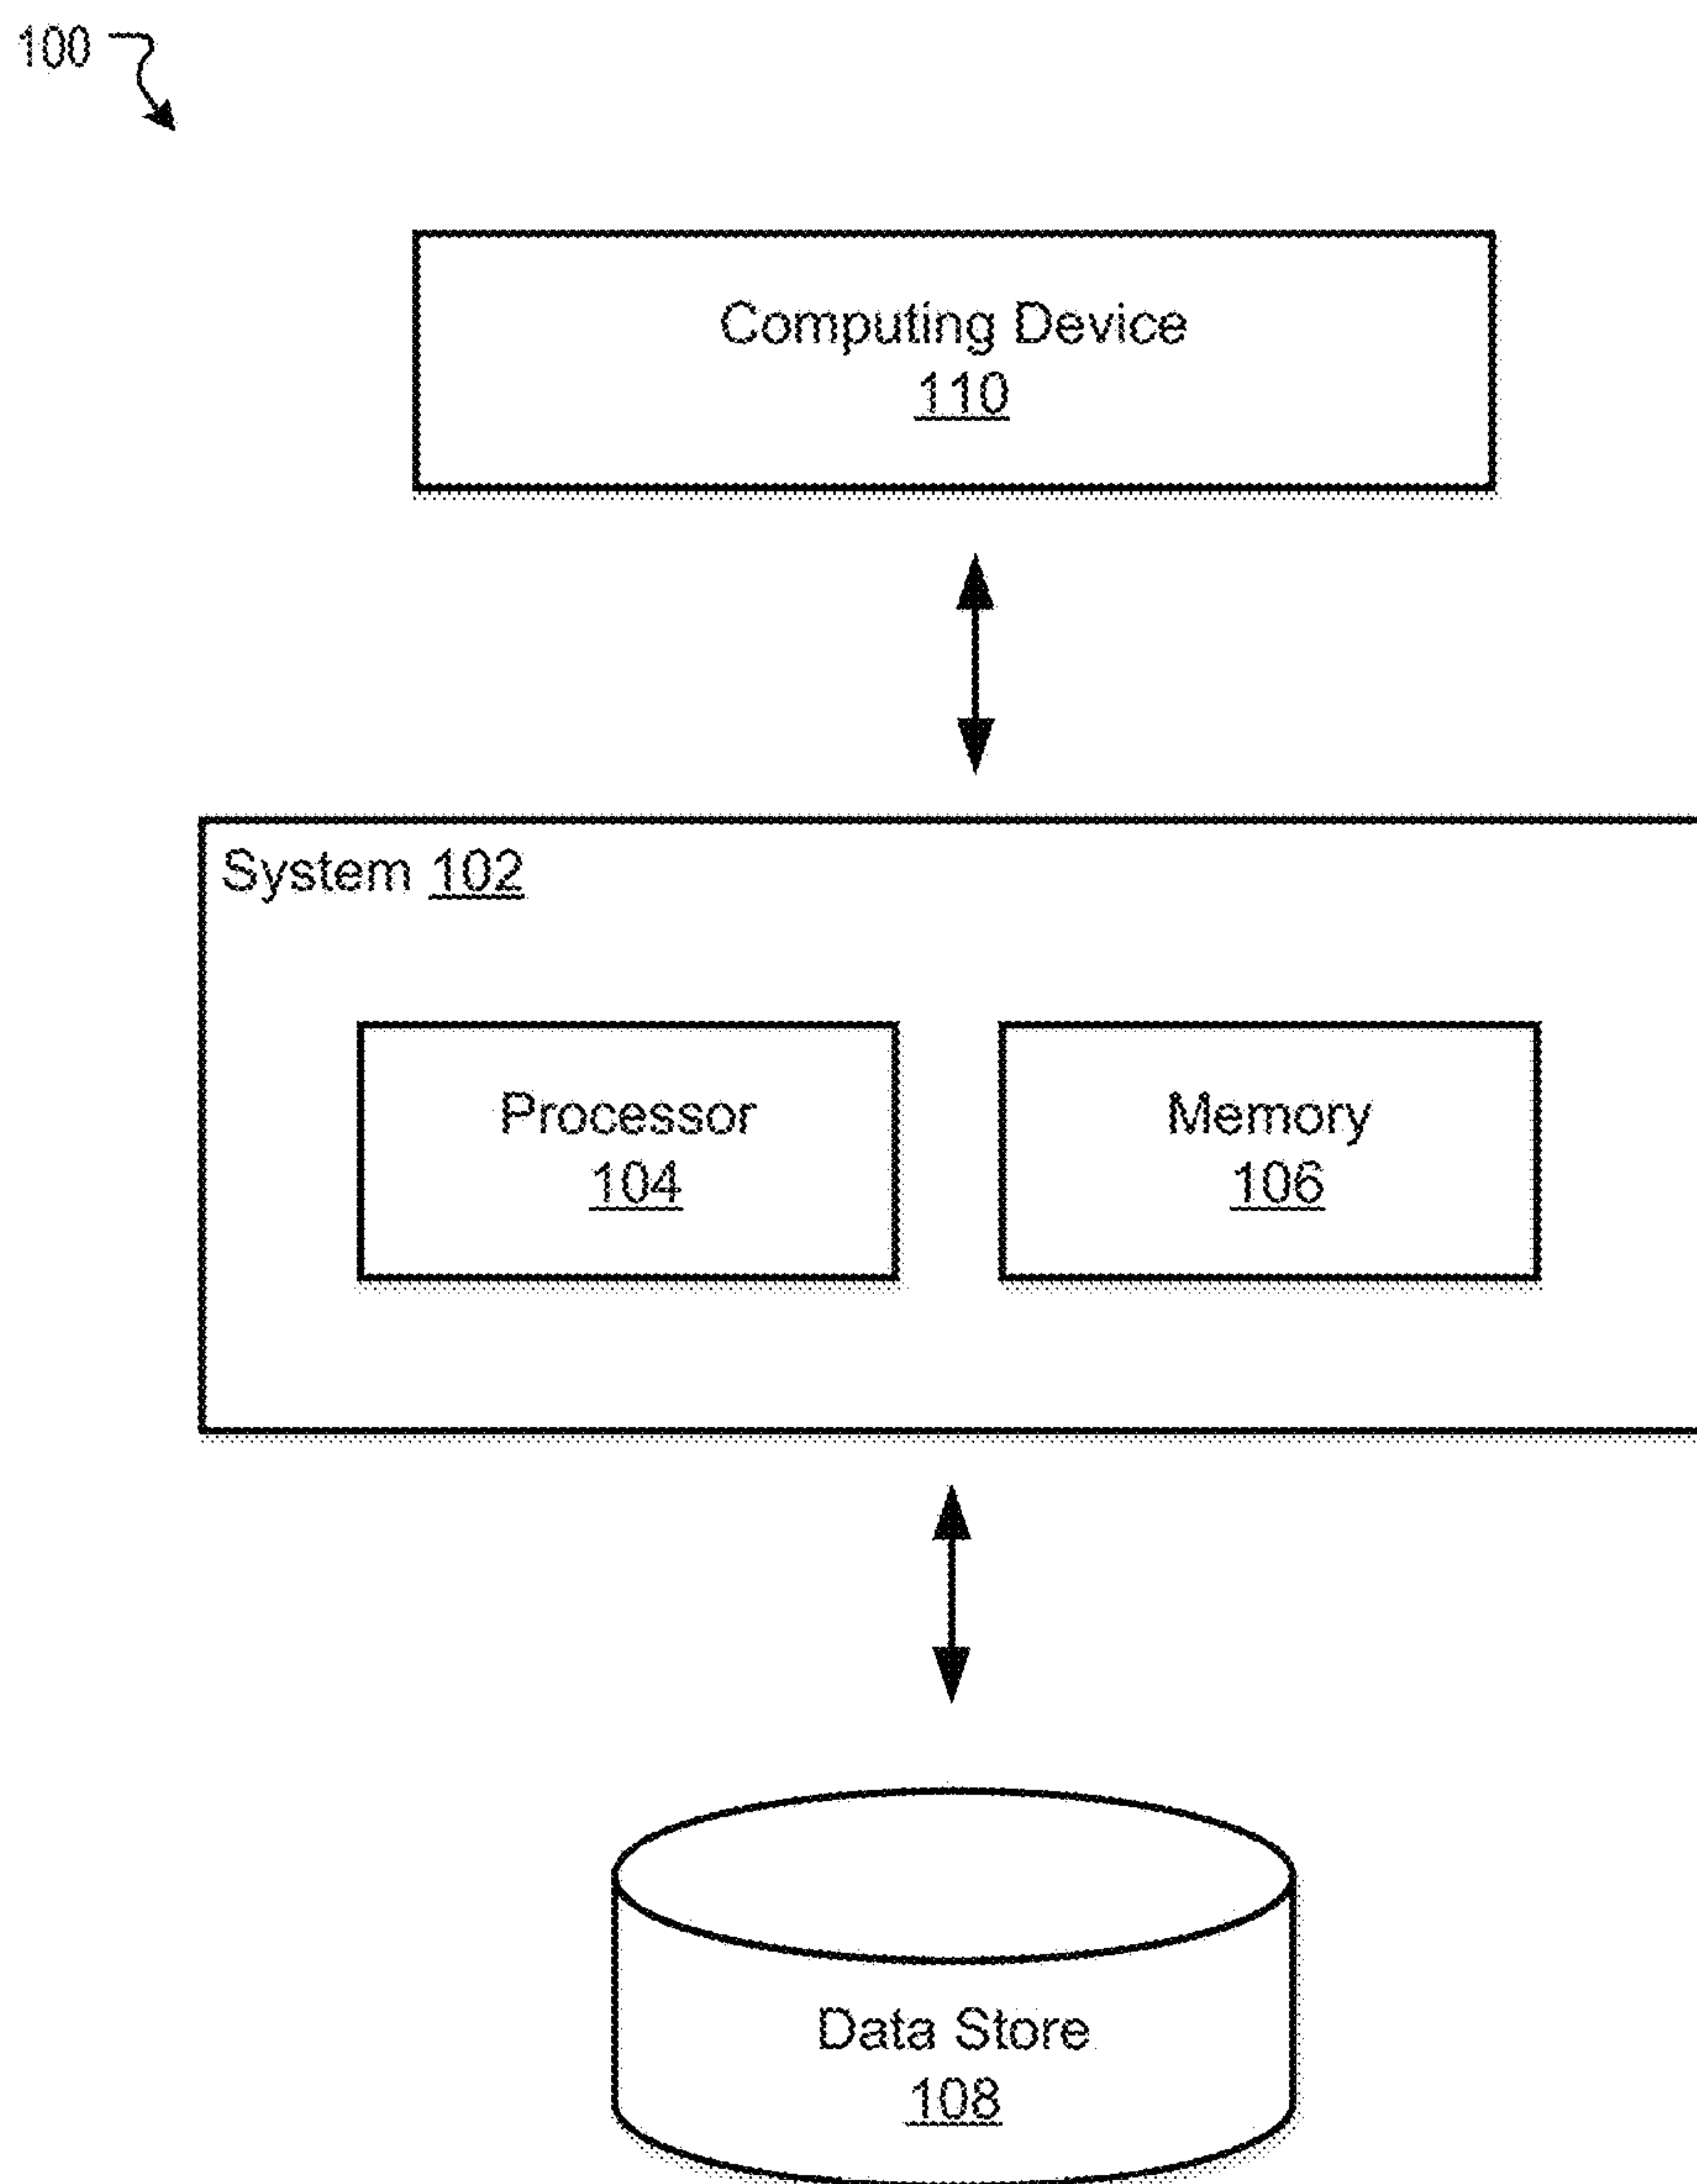 100
Computing Device
110
System 102
Processor
104
Memory
106
Data Store
108